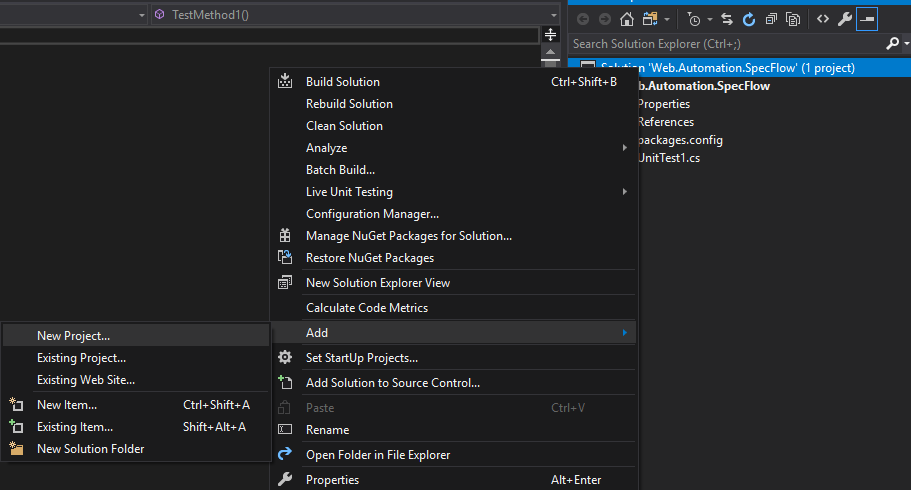 TestMethod1()
Search Solution Explorer (Ctrl+;)
Solution 'Web.Automation.SpecFlow' (1 project)
b.Automation.SpecFlow
Properties
References
packages.config
UnitTest1.cs
Build Solution Ctrl+Shift+B
Rebuild Solution
Clean Solution
Analyze
Batch Build...
Live Unit Testing
Configuration Manager...
Manage NuGet Packages for Solution...
Restore NuGet Packages
New Solution Explorer View
Calculate Code Metrics
Add
Set StartUp Projects...
Add Solution to Source Control...
Paste Ctrl+V
Rename
Open Folder in File Explorer
Properties Alt+Enter
New Project...
Existing Project...
Existing Web Site...
New Item... Ctrl+Shift+A
Existing Item... Shift+Alt+A
New Solution Folder